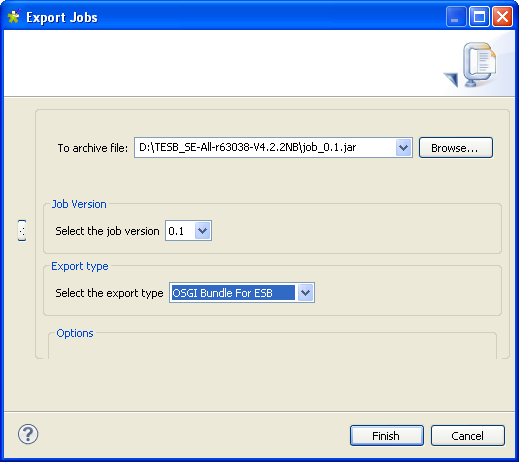 Export Jobs
To archive file: D:\TESB_SE-All-r63038-V4.2.2NB\job_0.1.jar Browse...
Job Version
Select the job version 0.1
Export type
Select the export type OSGI Bundle For ESB
Options
Finish Cancel